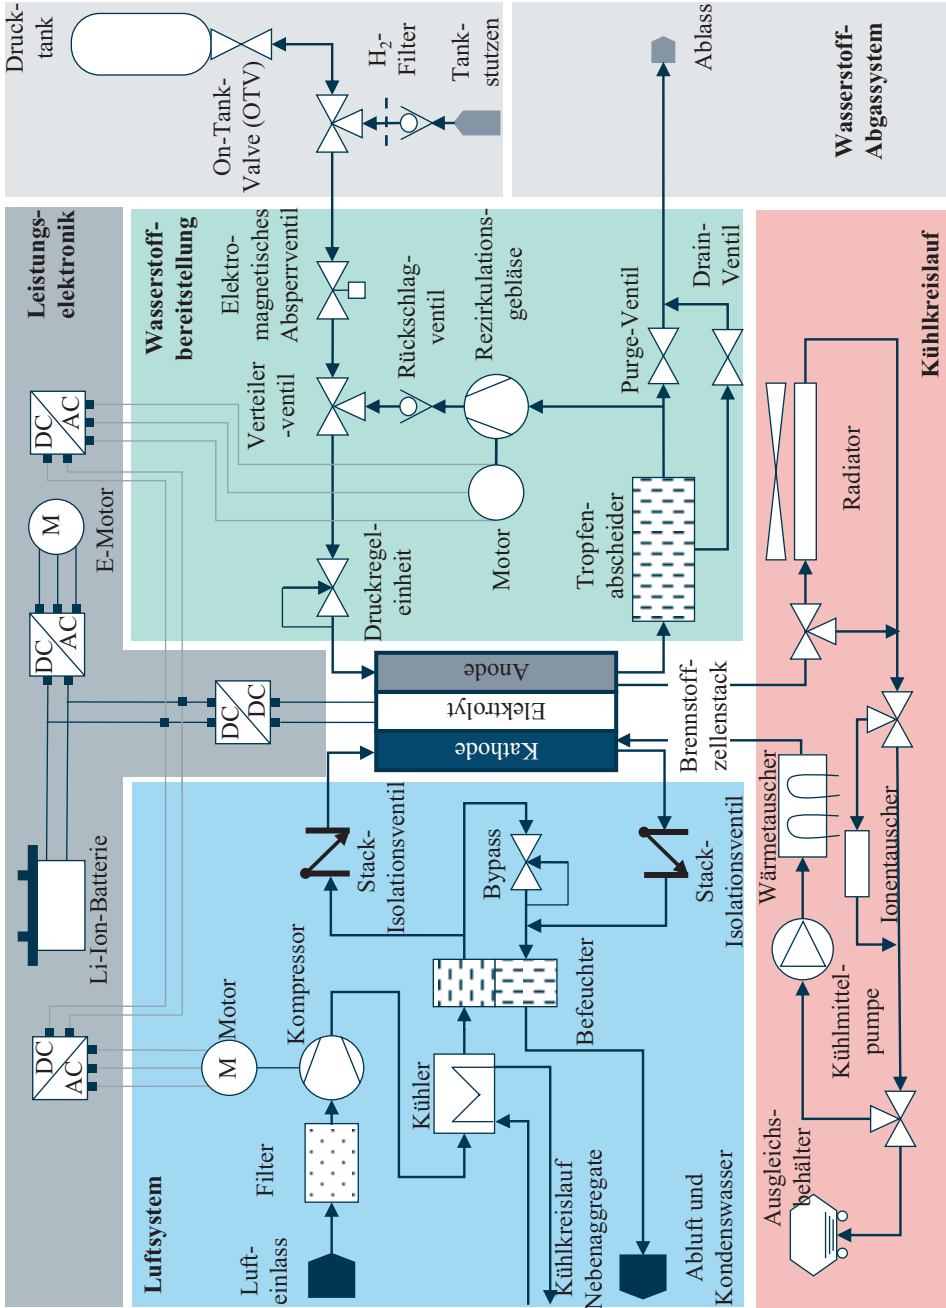 Leistungs-
elektronik
DC
AC
Li-Ion-Batterie
DC
AC
M
E-Motor
DC
AC
DC
DC
Luftsystem
Luft-
einlass
Filter
M
Motor
Kompressor
Kühler
Kühlkreislauf
Nebenaggregate
Befeuchter
Bypass
Stack-
Isolationsventil
Stack-
Isolationsventil
Abluft und
Kondenswasser
Kathode
Elektrolyt
Anode
Brennstoff-
zellenstack
Wasserstoff-
bereitstellung
Druckregel-
einheit
Verteiler
-ventil
Elektro-
magnetisches
Absperrventil
Rückschlag-
ventil
Rezirkulations-
gebläse
Motor
Tropfen-
abscheider
Purge-Ventil
Drain-
Ventil
Druck-
tank
On-Tank-
Valve (OTV)
H2-
Filter
Tank-
stutzen
Ablass
Wasserstoff-
Abgassystem
Kühlkreislauf
Ausgleichs-
behälter
Kühlmittel-
pumpe
Wärmetauscher
Ionentauscher
Radiator